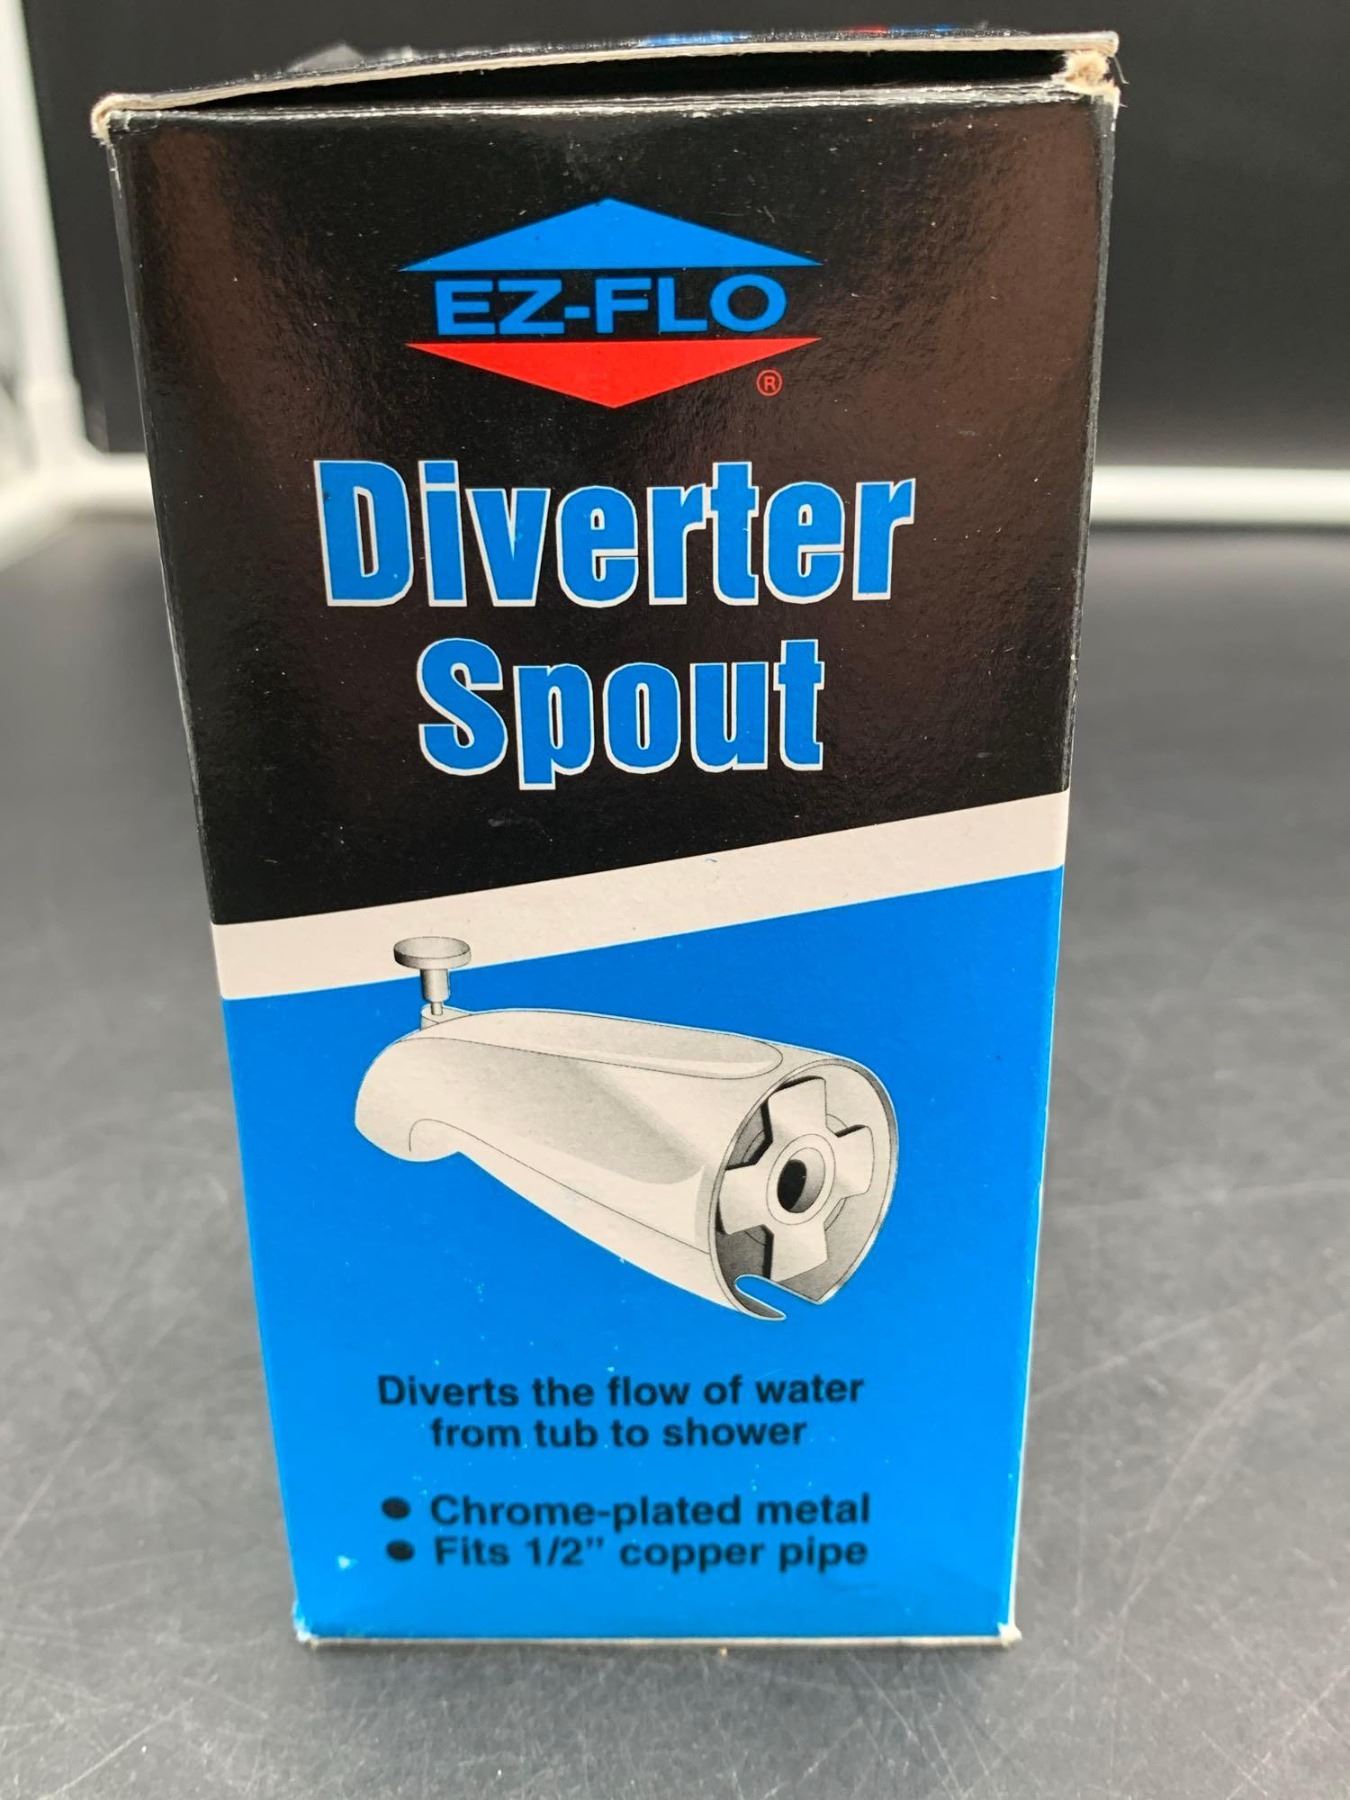 EZ-FLO
®
Diverter
Spout
Diverts the flow of water
from tub to shower
● Chrome-plated metal
● Fits 1/2" copper pipe